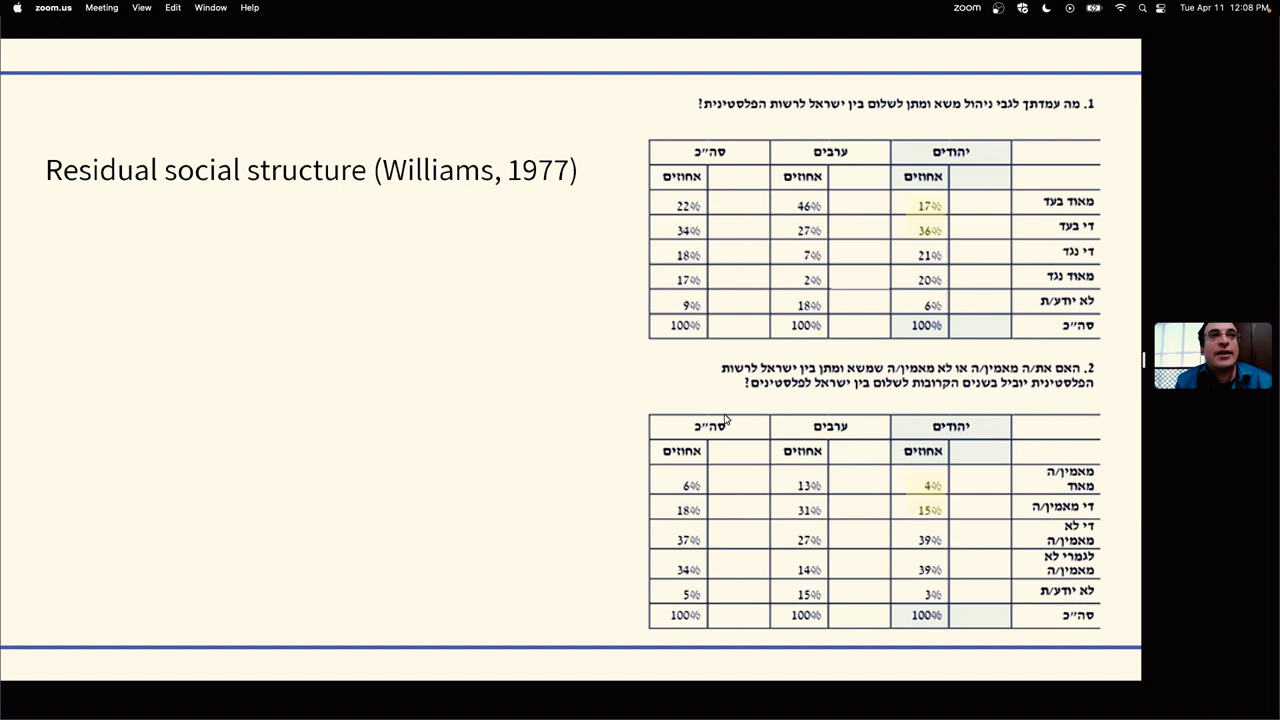 zoom.us Meeting View Edit Window Help
zoom Tue Apr 11 12:08 PM
Residual social structure (Williams, 1977)
1. מה עמדתך לגבי ניהול משא ומתן לשלום בין ישראל לרשות הפלסטינית?
יהודים ערבים סה״כ
אחוזים אחוזים אחוזים
מאוד בעד 17% 46% 22%
די בעד 36% 27% 34%
די נגד 21% 7% 18%
מאוד נגד 20% 2% 17%
לא יודע/ת 6% 18% 9%
סה״כ 100% 100% 100%
2. האם את/ה מאמין/ה או לא מאמין/ה שמשא ומתן בין ישראל לרשות
הפלסטינית יוביל בשנים הקרובות לשלום בין ישראל לפלסטינים?
יהודים ערבים סה״כ
אחוזים אחוזים אחוזים
מאמין/ה
מאוד 4% 13% 6%
די מאמין/ה 15% 31% 18%
די לא
מאמין/ה 39% 27% 37%
לגמרי לא
מאמין/ה 39% 14% 34%
לא יודע/ת 3% 15% 5%
סה״כ 100% 100% 100%